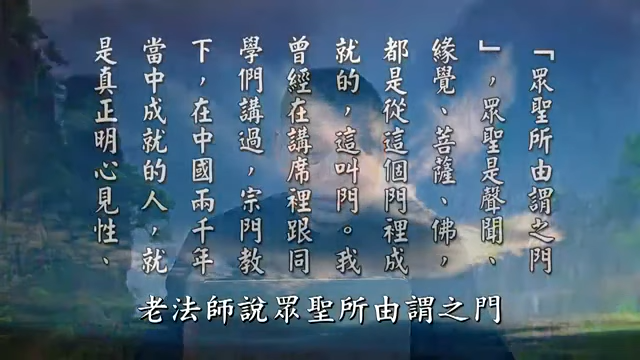 「眾聖所由謂之門
」，眾聖是聲聞、
緣覺、菩薩、佛，
都是從這個門裡成
就的，這叫門。我
曾經在講席裡跟同
學們講過，宗門教
下，在中國兩千年
當中成就的人，就
是真正明心見性、
老法師說眾聖所由謂之門